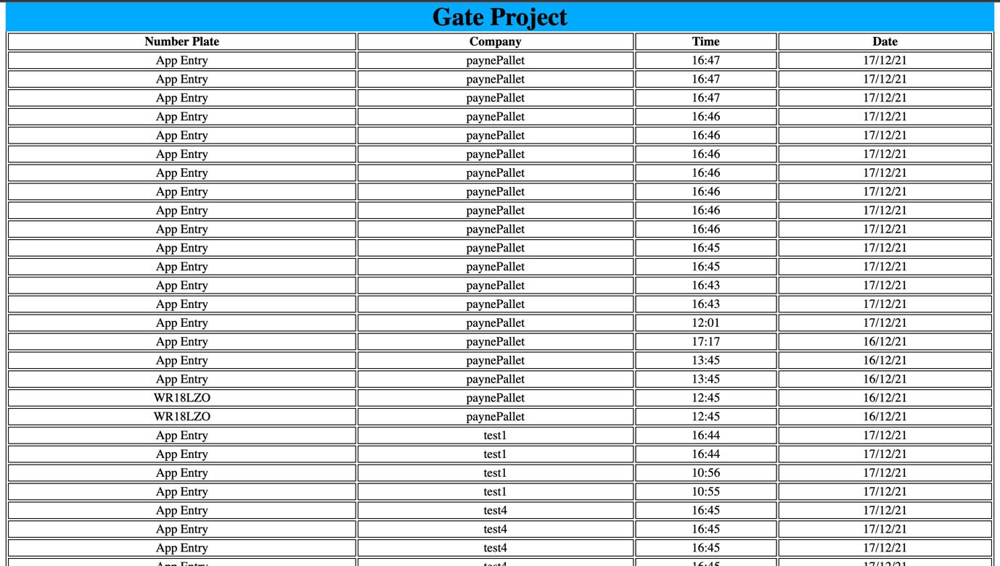 Gate Project
Number Plate Company Time Date
App Entry paynePallet 16:47 17/12/21
App Entry paynePallet 16:47 17/12/21
App Entry paynePallet 16:47 17/12/21
App Entry paynePallet 16:46 17/12/21
App Entry paynePallet 16:46 17/12/21
App Entry paynePallet 16:46 17/12/21
App Entry paynePallet 16:46 17/12/21
App Entry paynePallet 16:46 17/12/21
App Entry paynePallet 16:46 17/12/21
App Entry paynePallet 16:46 17/12/21
App Entry paynePallet 16:45 17/12/21
App Entry paynePallet 16:45 17/12/21
App Entry paynePallet 16:43 17/12/21
App Entry paynePallet 16:43 17/12/21
App Entry paynePallet 12:01 17/12/21
App Entry paynePallet 17:17 16/12/21
App Entry paynePallet 13:45 16/12/21
App Entry paynePallet 13:45 16/12/21
WR18LZO paynePallet 12:45 16/12/21
WR18LZO paynePallet 12:45 16/12/21
App Entry test1 16:44 17/12/21
App Entry test1 16:44 17/12/21
App Entry test1 10:56 17/12/21
App Entry test1 10:55 17/12/21
App Entry test4 16:45 17/12/21
App Entry test4 16:45 17/12/21
App Entry test4 16:45 17/12/21
App Entry test4 16:45 17/12/21